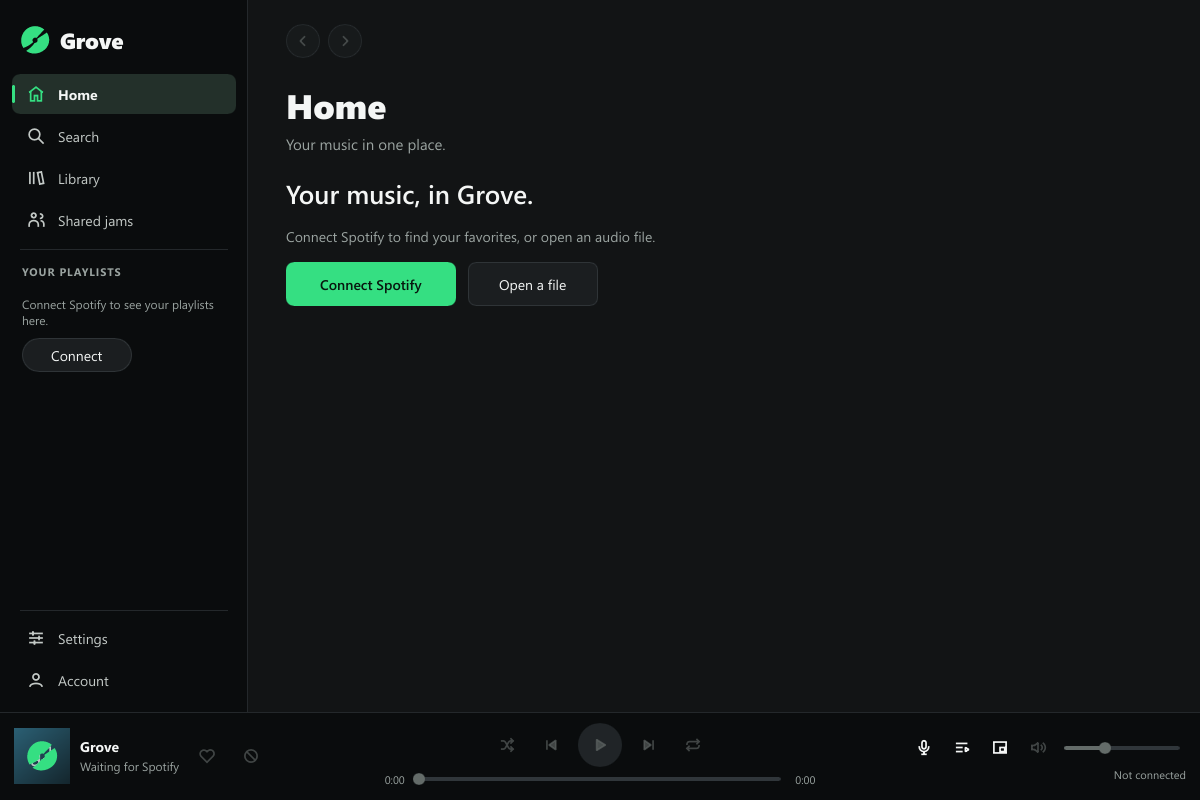 Grove
Home
Search
Library
Shared jams
YOUR PLAYLISTS
Connect Spotify to see your playlists
here.
Connect
Settings
Account
Home
Your music in one place.
Your music, in Grove.
Connect Spotify to find your favorites, or open an audio file.
Connect Spotify
Open a file
Grove
Waiting for Spotify
0:00
0:00
Not connected